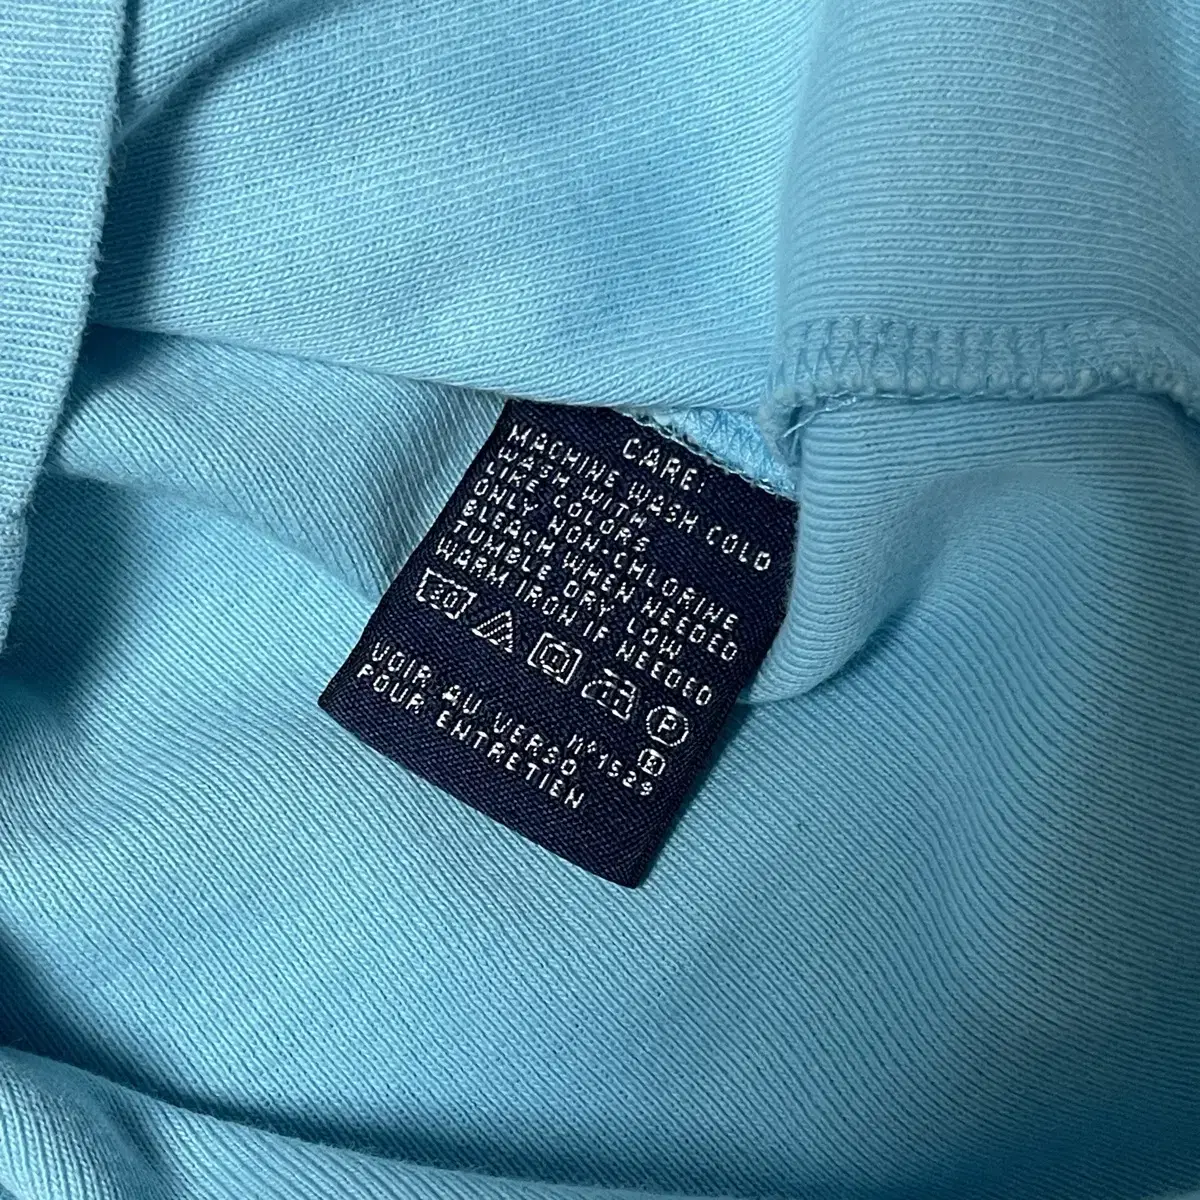 CARE:
MACHINE WASH COLD
WASH WITH
LIKE COLORS
ONLY NON-CHLORINE
BLEACH WHEN NEEDED
TUMBLE DRY LOW
WARM IRON IF NEEDED
30
P
VOIR AU VERSO
POUR ENTRETIEN
N°1529